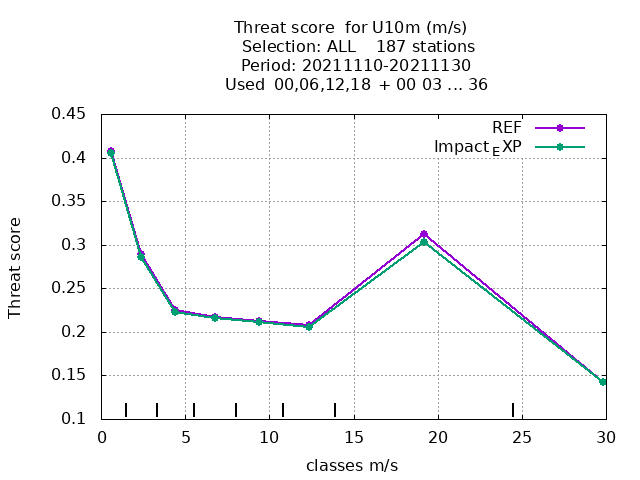 Threat score  for U10m (m/s)
Selection: ALL    187 stations
Period: 20211110-20211130
Used  00,06,12,18  + 00 03 ... 36
REF
Impact_EXP
0.45
0.4
0.35
0.3
0.25
0.2
0.15
0.1
Threat score
0 5 10 15 20 25 30
classes m/s